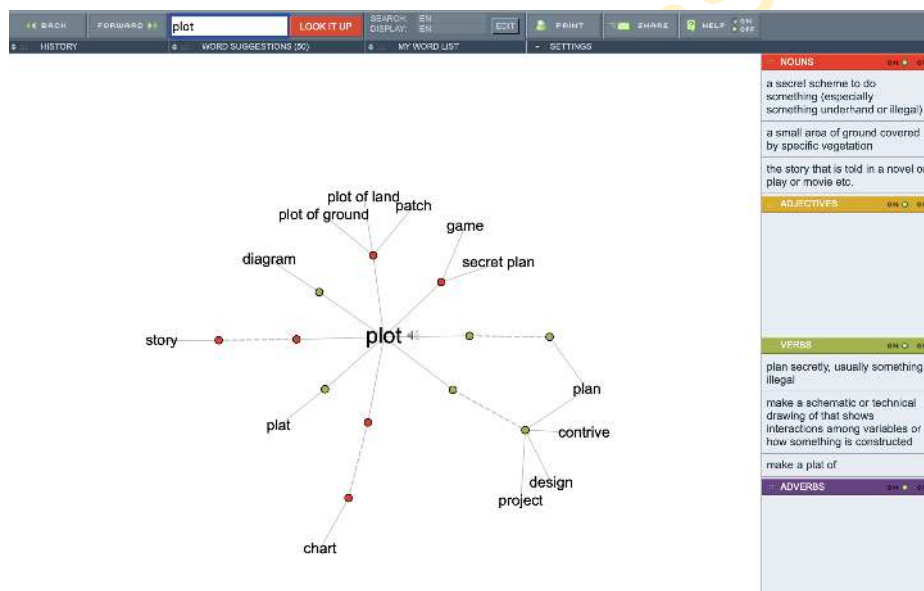 BACK
FORWARD
plot
LOOK IT UP
SEARCH: EN
DISPLAY: EN
EDIT
PRINT
SHARE
HELP
ON
OFF
HISTORY
WORD SUGGESTIONS (50)
MY WORD LIST
SETTINGS
NOUNS ON
a secret scheme to do
something (especially
something underhand or illegal)
a small area of ground covered
by specific vegetation
the story that is told in a novel or
play or movie etc.
ADJECTIVES ON
VERBS ON
plan secretly, usually something
illegal
make a schematic or technical
drawing of that shows
interactions among variables or
how something is constructed
make a plat of
ADVERBS ON
plot of land
plot of ground
patch
game
diagram
secret plan
story
plot
plan
plat
contrive
design
project
chart